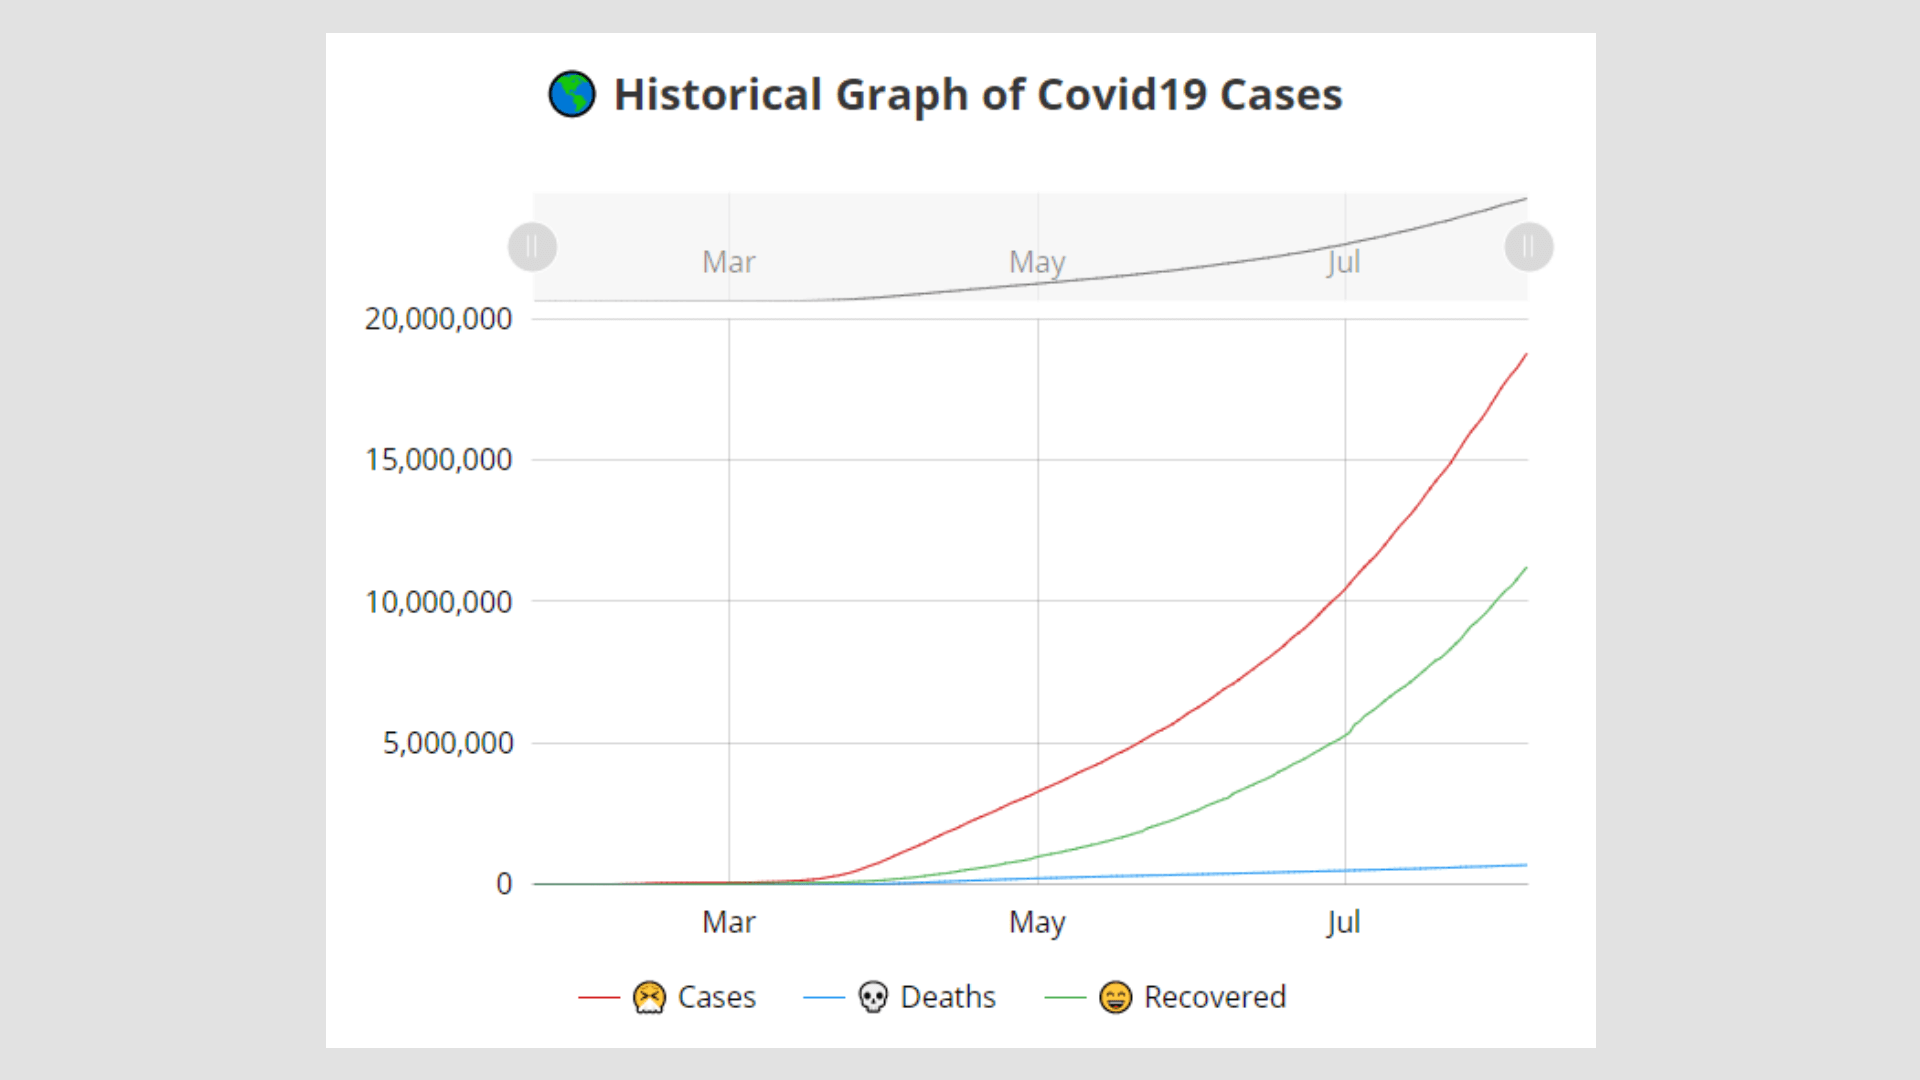 Historical Graph of Covid19 Cases
Mar May Jul
20,000,000
15,000,000
10,000,000
5,000,000
0
Mar May Jul
Cases Deaths Recovered